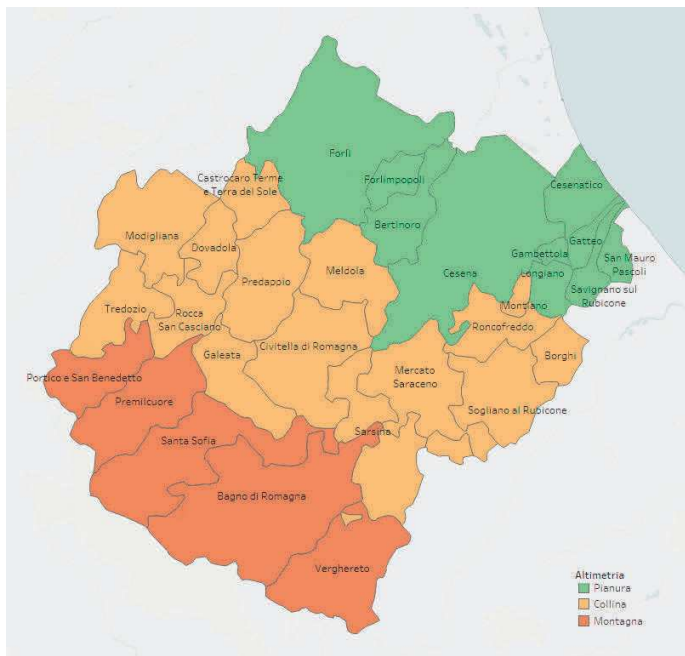 Forlì
Castrocaro Terme
e Terra del Sole
Forlimpopoli
Cesenatico
Bertinoro
Modigliana
Dovadola
Gatteo
Gambettola
San Mauro
Pascoli
Meldola
Cesena
Longiano
Predappio
Savignano sul
Rubicone
Tredozio
Montiano
Rocca
San Casciano
Roncofreddo
Civitella di Romagna
Galeata
Borghi
Mercato
Saraceno
Portico e San Benedetto
Premilcuore
Sogliano al Rubicone
Sarsina
Santa Sofia
Bagno di Romagna
Verghereto
Altimetria
Pianura
Collina
Montagna